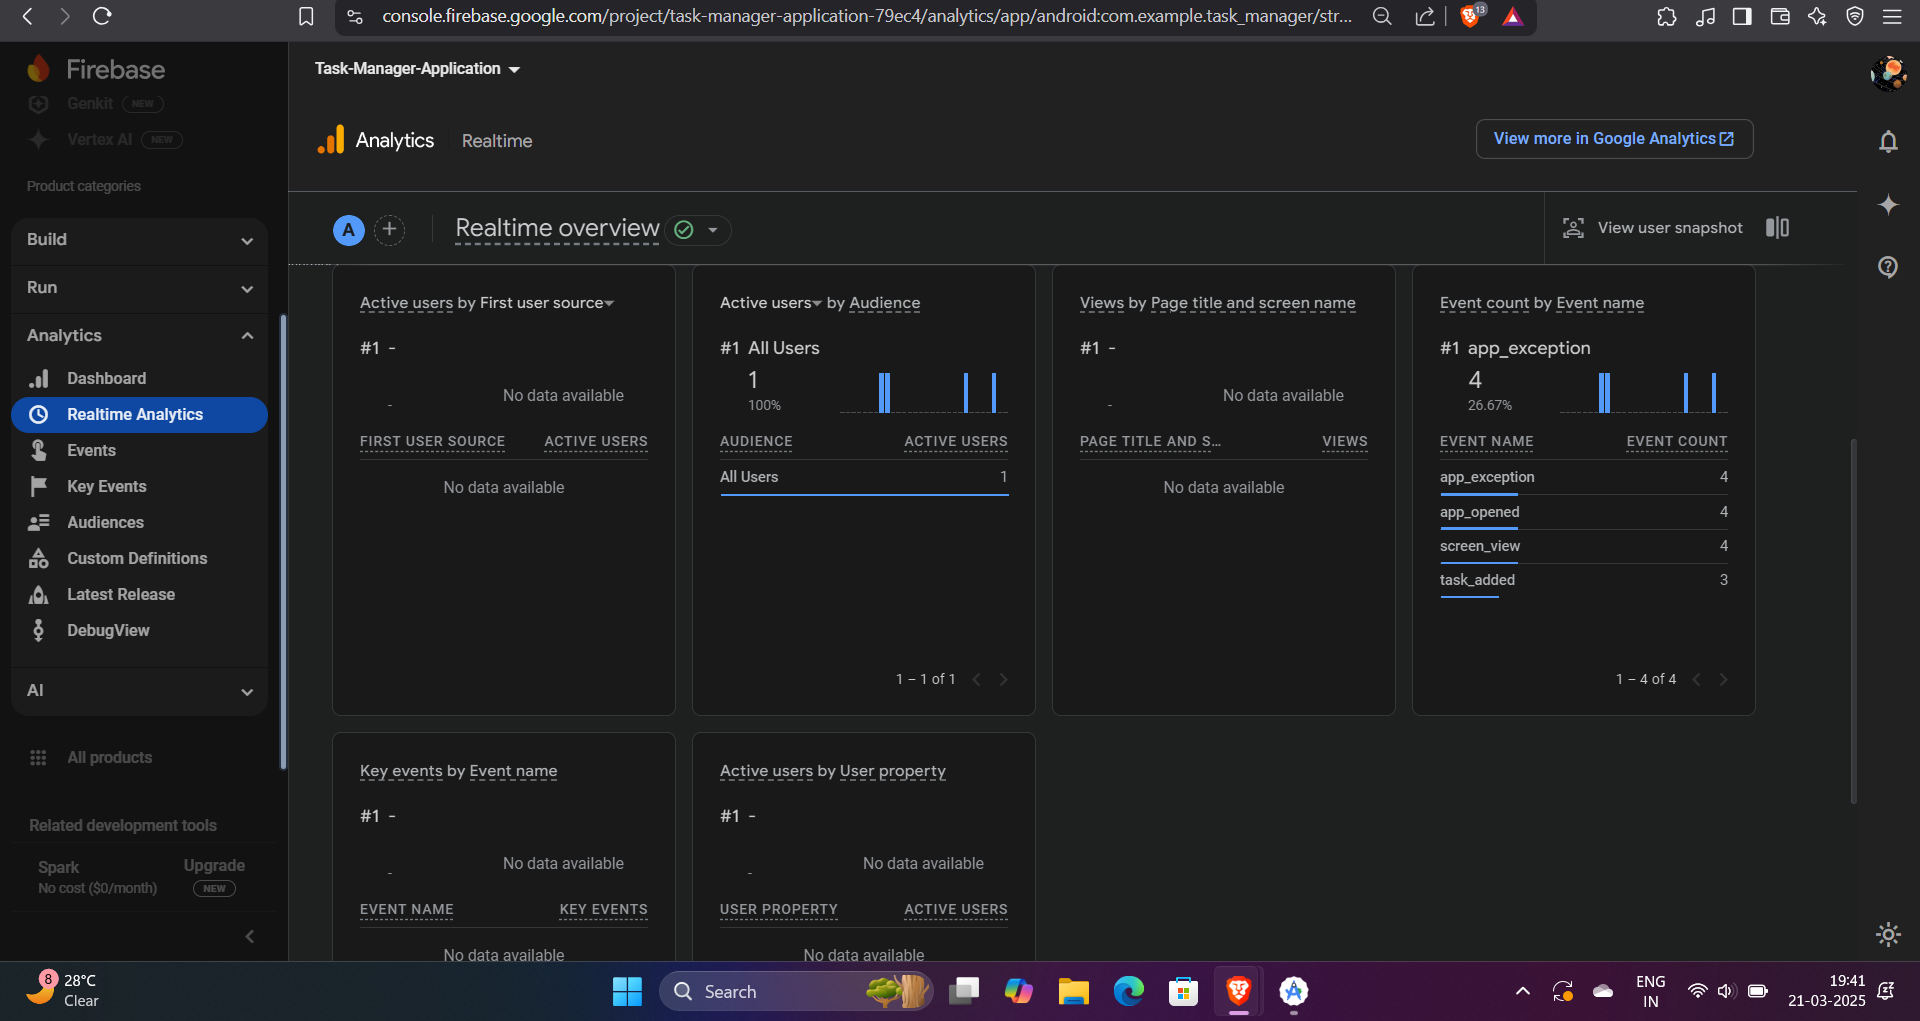 console.firebase.google.com/project/task-manager-application-79ec4/analytics/app/android:com.example.task_manager/str...
13
Firebase
Genkit NEW
Vertex AI NEW
Product categories
Build
Run
Analytics
Dashboard
Realtime Analytics
Events
Key Events
Audiences
Custom Definitions
Latest Release
DebugView
AI
All products
Related development tools
Spark
No cost ($0/month)
Upgrade
NEW
Task-Manager-Application
Analytics
Realtime
View more in Google Analytics
A
Realtime overview
View user snapshot
Active users by First user source
#1 -
-
No data available
FIRST USER SOURCE ACTIVE USERS
No data available
Active users by Audience
#1 All Users
1
100%
AUDIENCE ACTIVE USERS
All Users 1
1 – 1 of 1
Views by Page title and screen name
#1 -
-
No data available
PAGE TITLE AND S... VIEWS
No data available
Event count by Event name
#1 app_exception
4
26.67%
EVENT NAME EVENT COUNT
app_exception 4
app_opened 4
screen_view 4
task_added 3
1 – 4 of 4
Key events by Event name
#1 -
-
No data available
EVENT NAME KEY EVENTS
No data available
Active users by User property
#1 -
-
No data available
USER PROPERTY ACTIVE USERS
No data available
8
28°C
Clear
Search
ENG
IN
19:41
21-03-2025